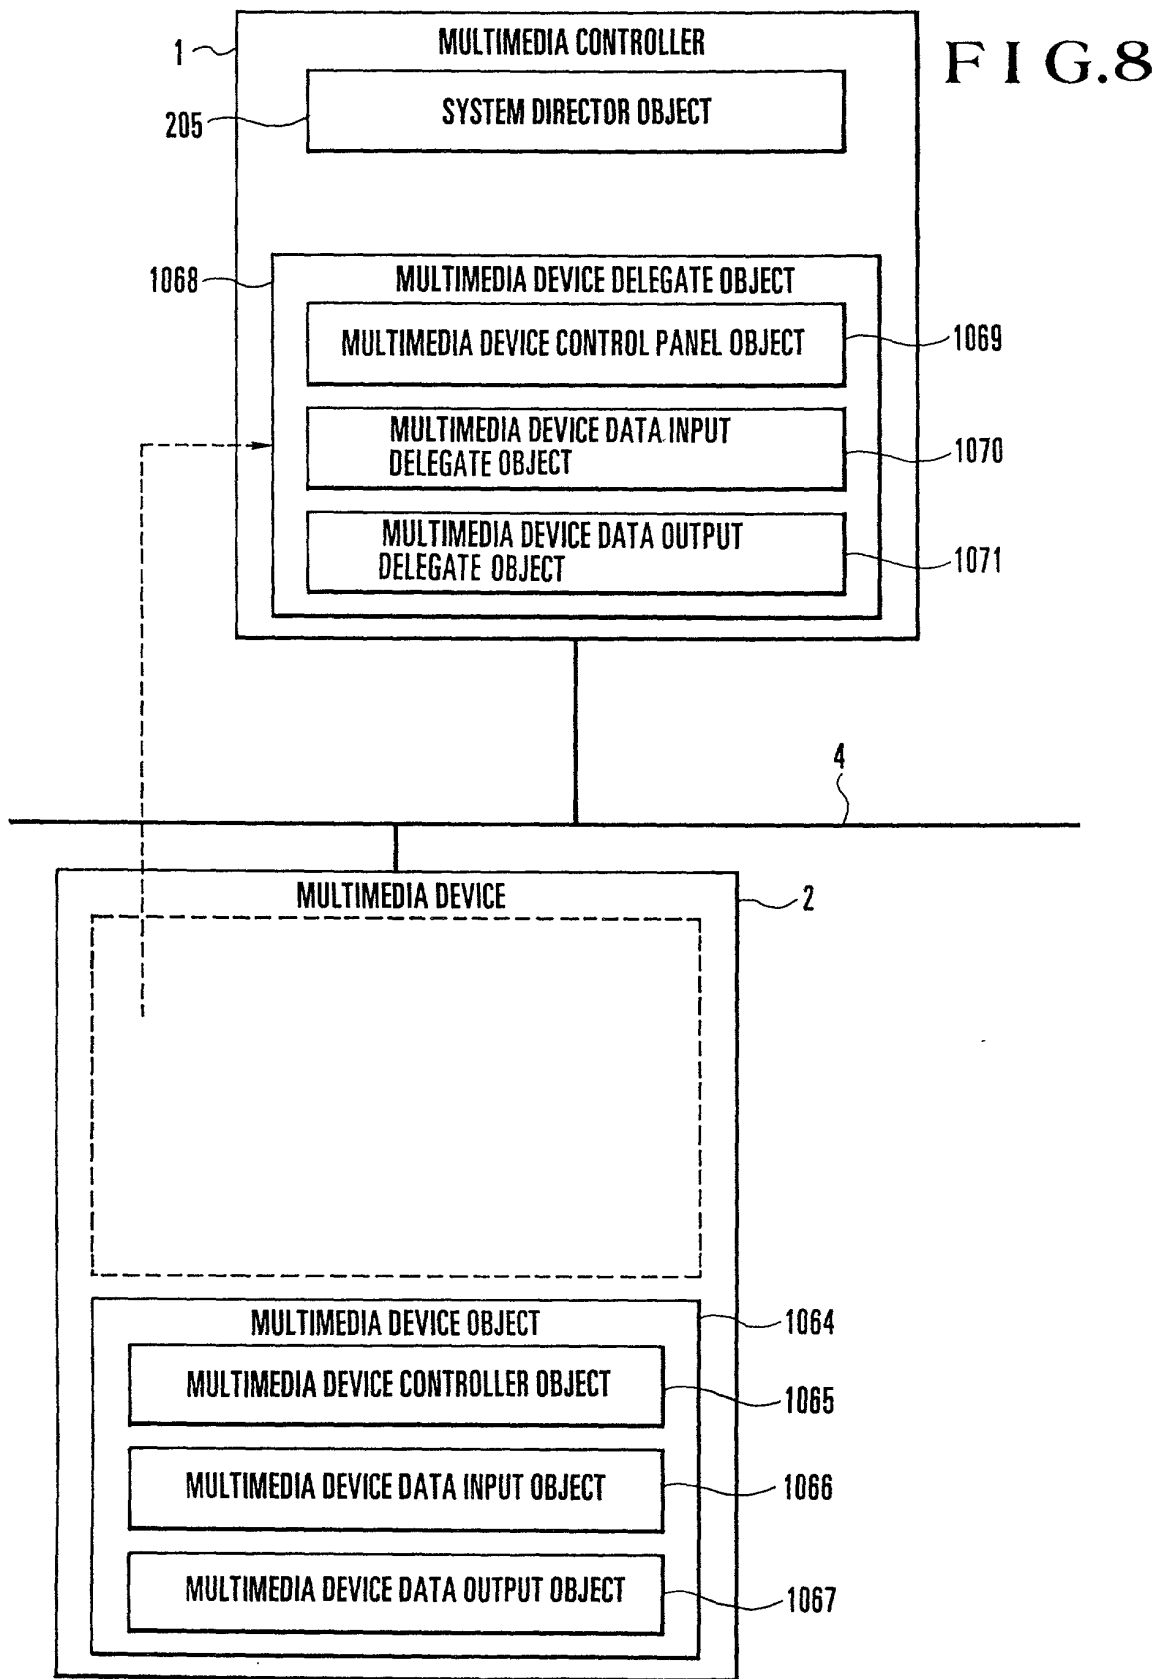 FIG.8
1
MULTIMEDIA CONTROLLER
205
SYSTEM DIRECTOR OBJECT
1068
MULTIMEDIA DEVICE DELEGATE OBJECT
MULTIMEDIA DEVICE CONTROL PANEL OBJECT
1069
MULTIMEDIA DEVICE DATA INPUT
DELEGATE OBJECT
1070
MULTIMEDIA DEVICE DATA OUTPUT
DELEGATE OBJECT
1071
4
MULTIMEDIA DEVICE
2
MULTIMEDIA DEVICE OBJECT
1064
MULTIMEDIA DEVICE CONTROLLER OBJECT
1065
MULTIMEDIA DEVICE DATA INPUT OBJECT
1066
MULTIMEDIA DEVICE DATA OUTPUT OBJECT
1067